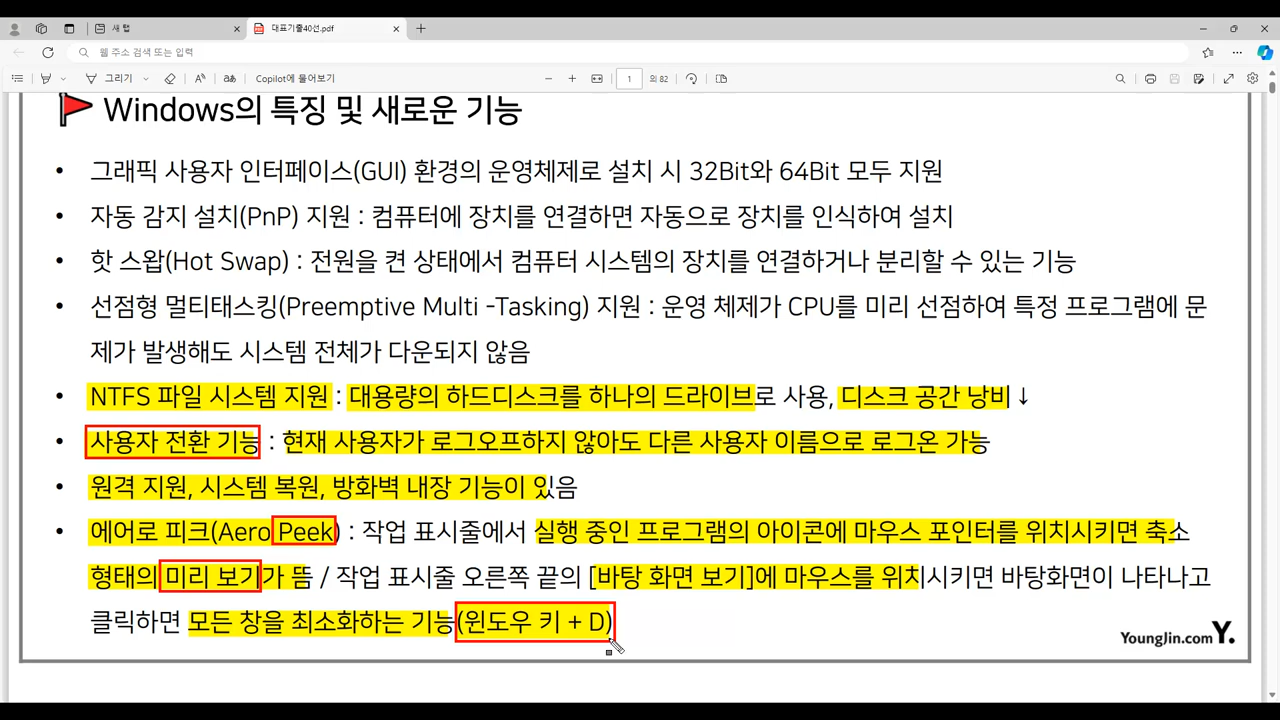 새 탭
대표기출40선.pdf
웹 주소 검색 또는 입력
그리기
Copilot에 물어보기
1
외 82
Windows의 특징 및 새로운 기능
• 그래픽 사용자 인터페이스(GUI) 환경의 운영체제로 설치 시 32Bit와 64Bit 모두 지원
• 자동 감지 설치(PnP) 지원 : 컴퓨터에 장치를 연결하면 자동으로 장치를 인식하여 설치
• 핫 스왑(Hot Swap) : 전원을 켠 상태에서 컴퓨터 시스템의 장치를 연결하거나 분리할 수 있는 기능
• 선점형 멀티태스킹(Preemptive Multi -Tasking) 지원 : 운영 체제가 CPU를 미리 선점하여 특정 프로그램에 문
제가 발생해도 시스템 전체가 다운되지 않음
• NTFS 파일 시스템 지원 : 대용량의 하드디스크를 하나의 드라이브로 사용, 디스크 공간 낭비↓
• 사용자 전환 기능 : 현재 사용자가 로그오프하지 않아도 다른 사용자 이름으로 로그온 가능
• 원격 지원, 시스템 복원, 방화벽 내장 기능이 있음
• 에어로 피크(Aero Peek) : 작업 표시줄에서 실행 중인 프로그램의 아이콘에 마우스 포인터를 위치시키면 축소
형태의 미리 보기가 뜸 / 작업 표시줄 오른쪽 끝의 [바탕 화면 보기]에 마우스를 위치시키면 바탕화면이 나타나고
클릭하면 모든 창을 최소화하는 기능(윈도우 키 + D)
YoungJin.com Y.